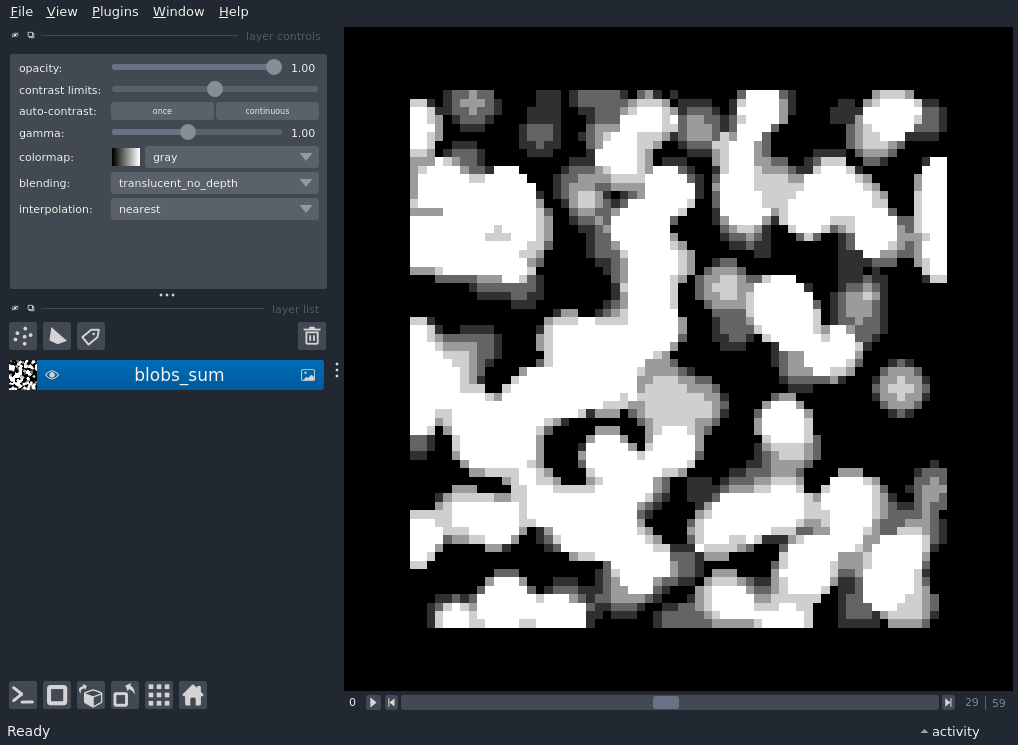 File View Plugins Window Help
layer controls
opacity: 1.00
contrast limits:
auto-contrast: once continuous
gamma: 1.00
colormap: gray
blending: translucent_no_depth
interpolation: nearest
layer list
blobs_sum
0 29 59
Ready activity